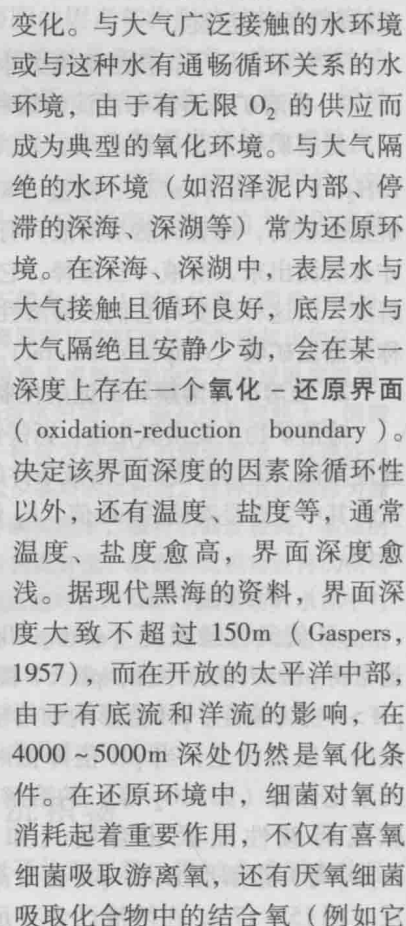 变化。与大气广泛接触的水环境
或与这种水有通畅循环关系的水
环境，由于有无限 O₂ 的供应而
成为典型的氧化环境。与大气隔
绝的水环境（如沼泽泥内部、停
滞的深海、深湖等）常为还原环
境。在深海、深湖中，表层水与
大气接触且循环良好，底层水与
大气隔绝且安静少动，会在某一
深度上存在一个氧化－还原界面
（oxidation-reduction boundary）。
决定该界面深度的因素除循环性
以外，还有温度、盐度等，通常
温度、盐度愈高，界面深度愈
浅。据现代黑海的资料，界面深
度大致不超过 150m（Gaspers，
1957），而在开放的太平洋中部，
由于有底流和洋流的影响，在
4000～5000m 深处仍然是氧化条
件。在还原环境中，细菌对氧的
消耗起着重要作用，不仅有喜氧
细菌吸取游离氧，还有厌氧细菌
吸取化合物中的结合氧（例如它